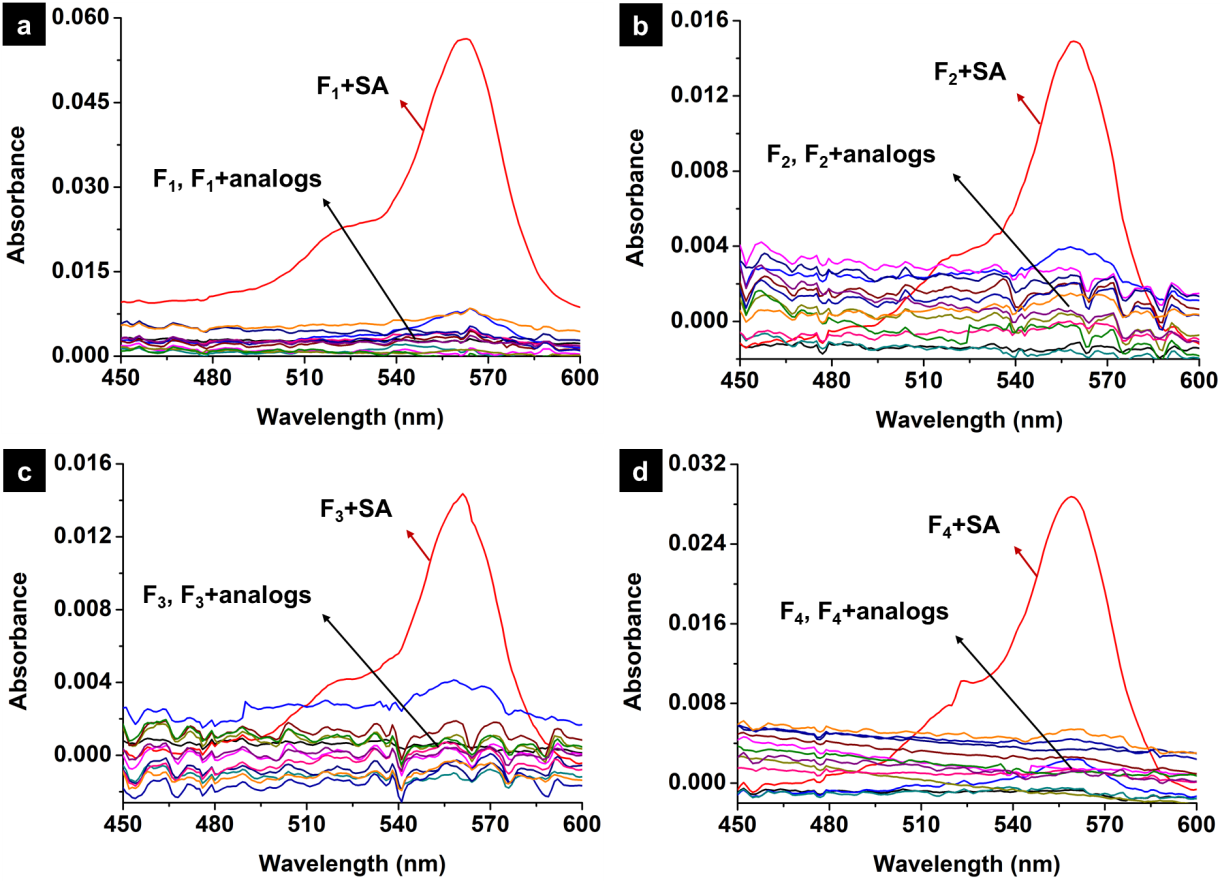 a
0.060
0.045
0.030
0.015
0.000
Absorbance
F₁+SA
F₁, F₁+analogs
450 480 510 540 570 600
Wavelength (nm)
b
0.016
0.012
0.008
0.004
0.000
Absorbance
F₂+SA
F₂, F₂+analogs
450 480 510 540 570 600
Wavelength (nm)
c
0.016
0.012
0.008
0.004
0.000
Absorbance
F₃+SA
F₃, F₃+analogs
450 480 510 540 570 600
Wavelength (nm)
d
0.032
0.024
0.016
0.008
0.000
Absorbance
F₄+SA
F₄, F₄+analogs
450 480 510 540 570 600
Wavelength (nm)